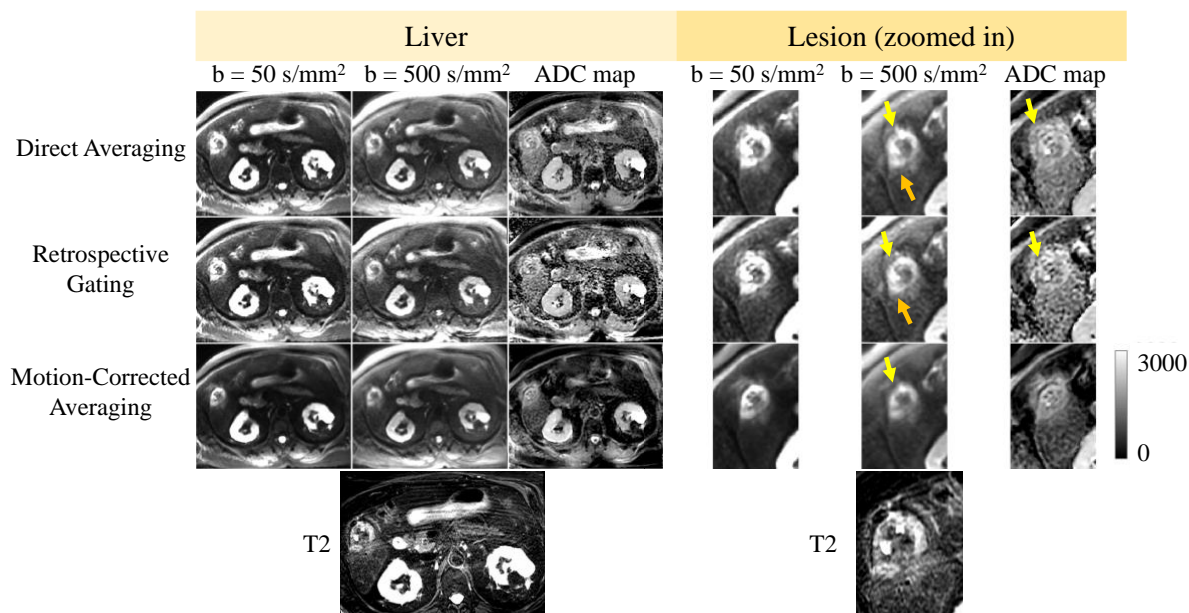 Liver
Lesion (zoomed in)
b = 50 s/mm²
b = 500 s/mm²
ADC map
b = 50 s/mm²
b = 500 s/mm²
ADC map
Direct Averaging
Retrospective
Gating
Motion-Corrected
Averaging
3000
0
T2
T2